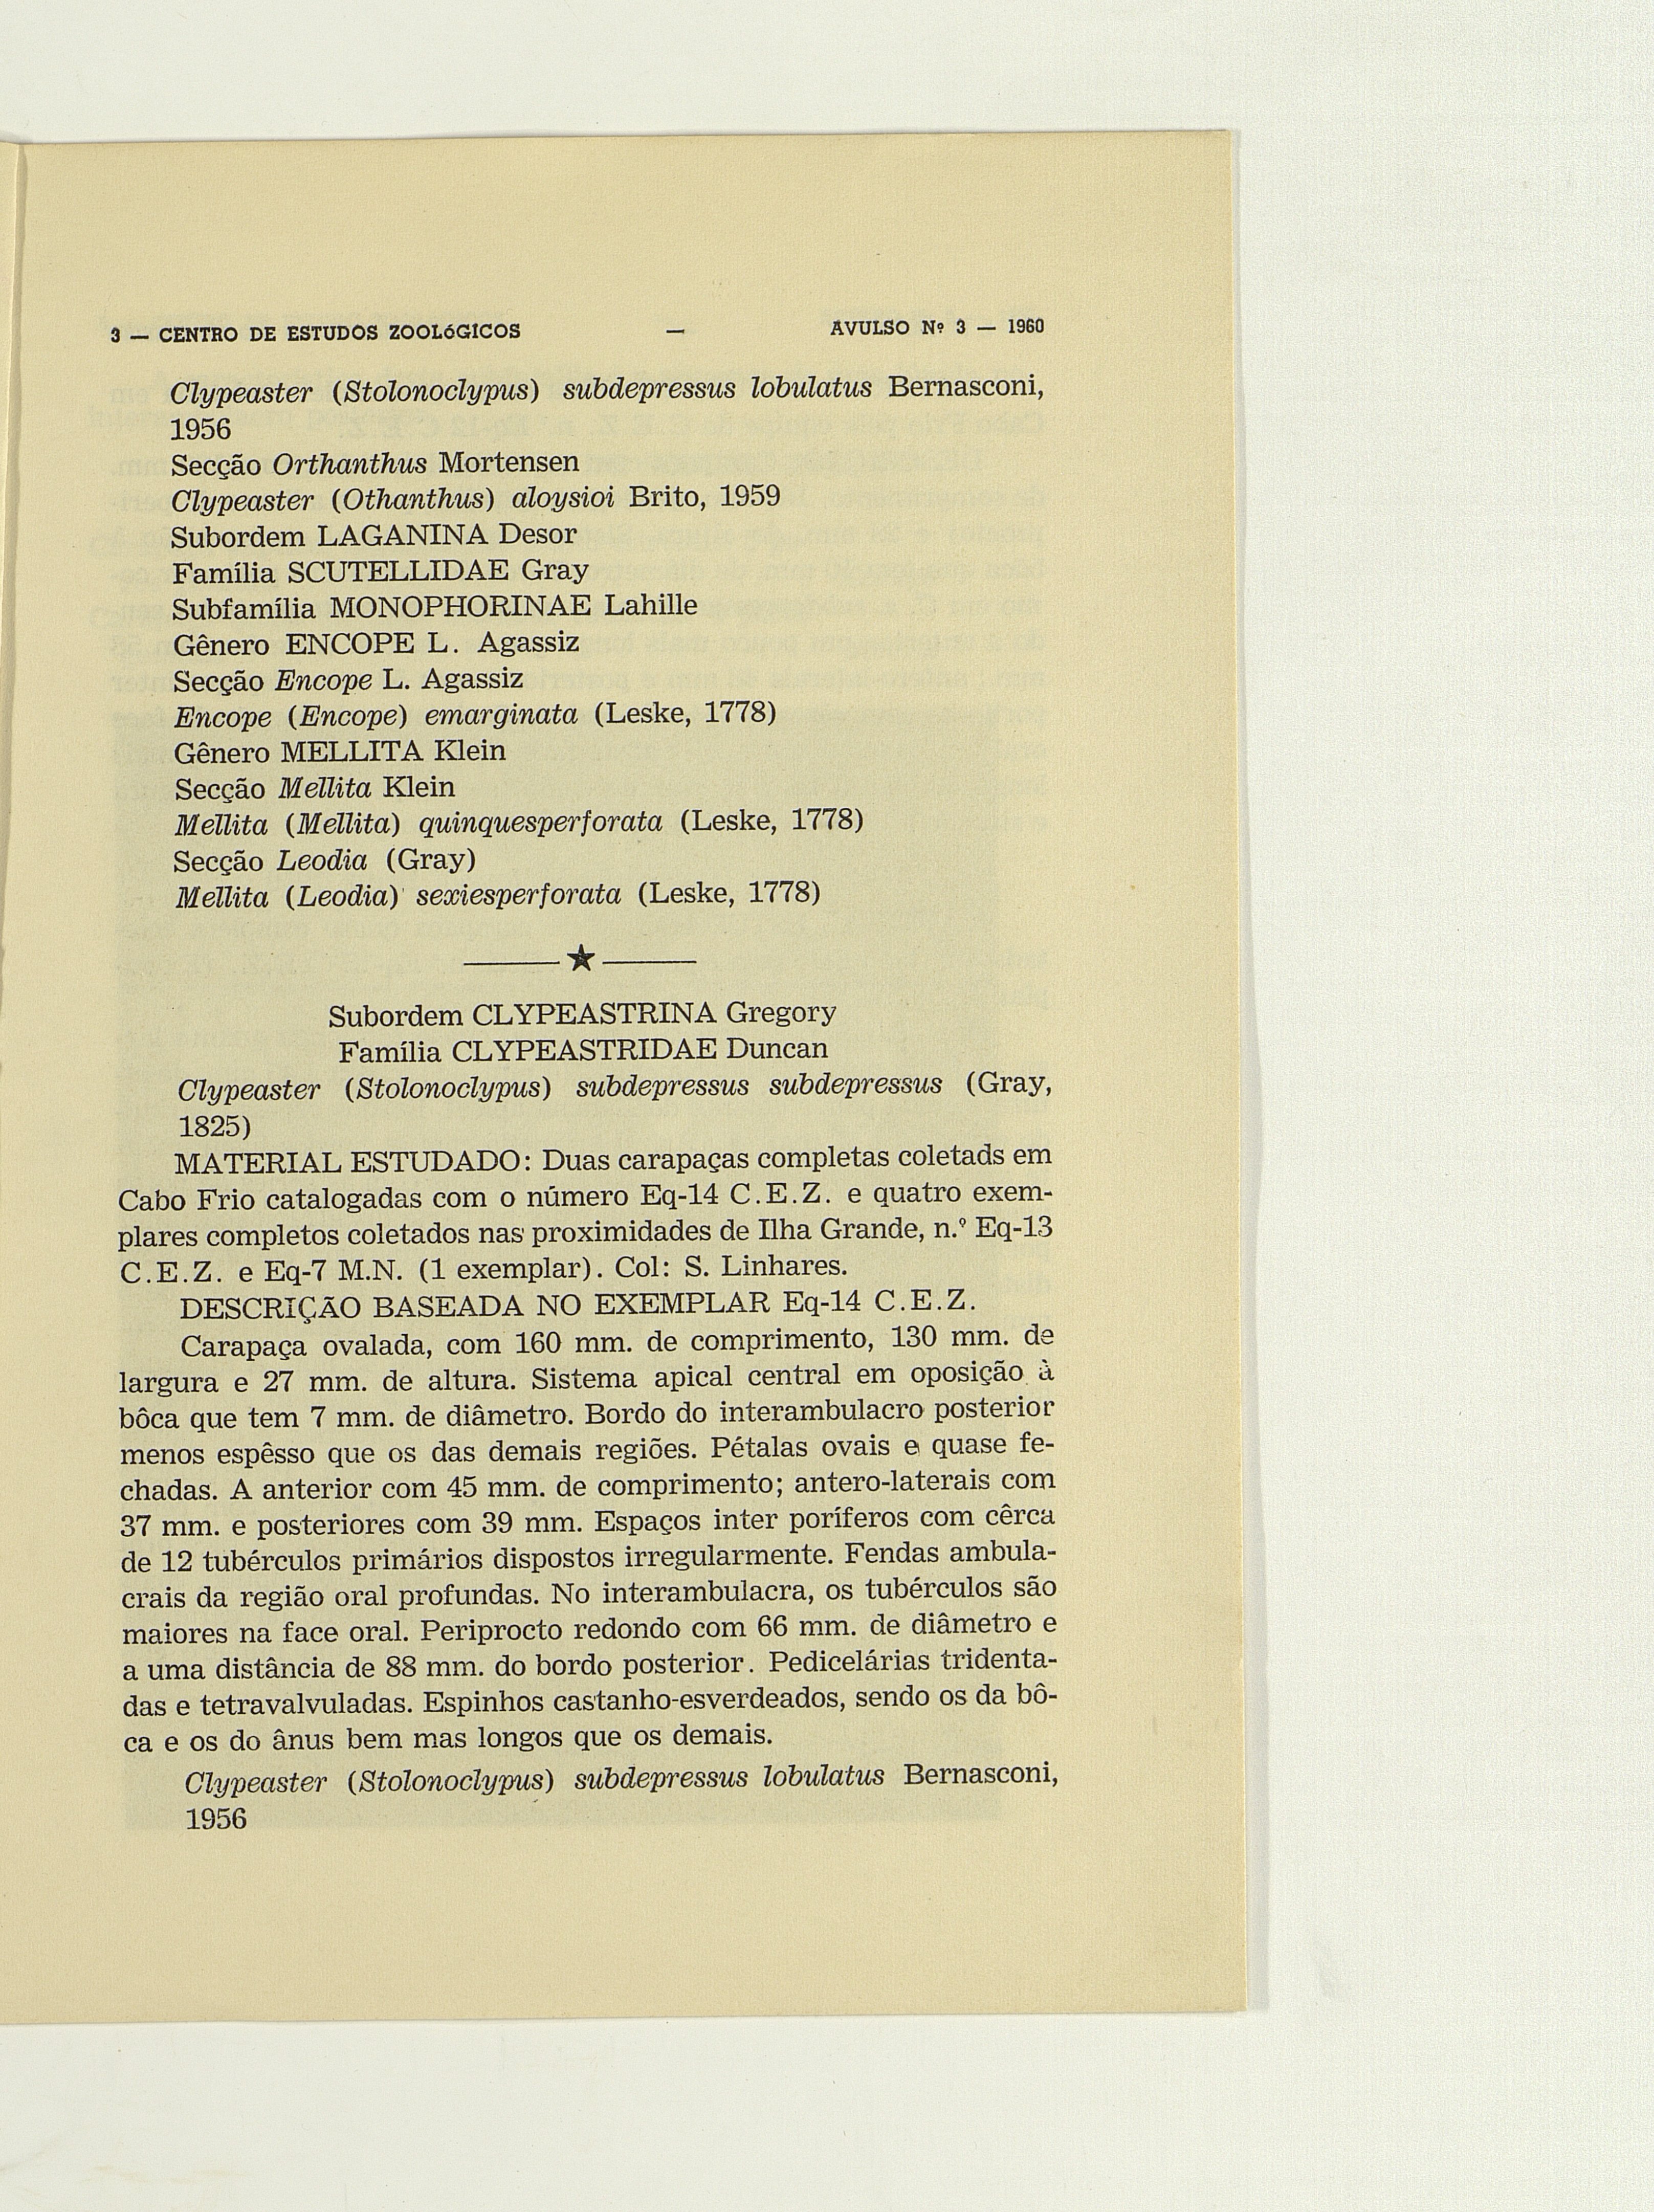 3 — CENTRO DE ESTUDOS ZOOLóGICOS — AVULSO Nº 3 — 1960
Clypeaster (Stolonoclypus) subdepressus lobulatus Bernasconi,
1956
Secção Orthanthus Mortensen
Clypeaster (Othanthus) aloysioi Brito, 1959
Subordem LAGANINA Desor
Família SCUTELLIDAE Gray
Subfamília MONOPHORINAE Lahille
Gênero ENCOPE L. Agassiz
Secção Encope L. Agassiz
Encope (Encope) emarginata (Leske, 1778)
Gênero MELLITA Klein
Secção Mellita Klein
Mellita (Mellita) quinquesperforata (Leske, 1778)
Secção Leodia (Gray)
Mellita (Leodia) sexiesperforata (Leske, 1778)
Subordem CLYPEASTRINA Gregory
Família CLYPEASTRIDAE Duncan
Clypeaster (Stolonoclypus) subdepressus subdepressus (Gray,
1825)
MATERIAL ESTUDADO: Duas carapaças completas coletads em
Cabo Frio catalogadas com o número Eq-14 C.E.Z. e quatro exem-
plares completos coletados nas proximidades de Ilha Grande, n.º Eq-13
C.E.Z. e Eq-7 M.N. (1 exemplar). Col: S. Linhares.
DESCRIÇÃO BASEADA NO EXEMPLAR Eq-14 C.E.Z.
Carapaça ovalada, com 160 mm. de comprimento, 130 mm. de
largura e 27 mm. de altura. Sistema apical central em oposição à
bôca que tem 7 mm. de diâmetro. Bordo do interambulacro posterior
menos espêsso que os das demais regiões. Pétalas ovais e quase fe-
chadas. A anterior com 45 mm. de comprimento; antero-laterais com
37 mm. e posteriores com 39 mm. Espaços inter poríferos com cêrca
de 12 tubérculos primários dispostos irregularmente. Fendas ambula-
crais da região oral profundas. No interambulacra, os tubérculos são
maiores na face oral. Periprocto redondo com 66 mm. de diâmetro e
a uma distância de 88 mm. do bordo posterior. Pedicelárias tridenta-
das e tetravalvuladas. Espinhos castanho-esverdeados, sendo os da bô-
ca e os do ânus bem mas longos que os demais.
Clypeaster (Stolonoclypus) subdepressus lobulatus Bernasconi,
1956